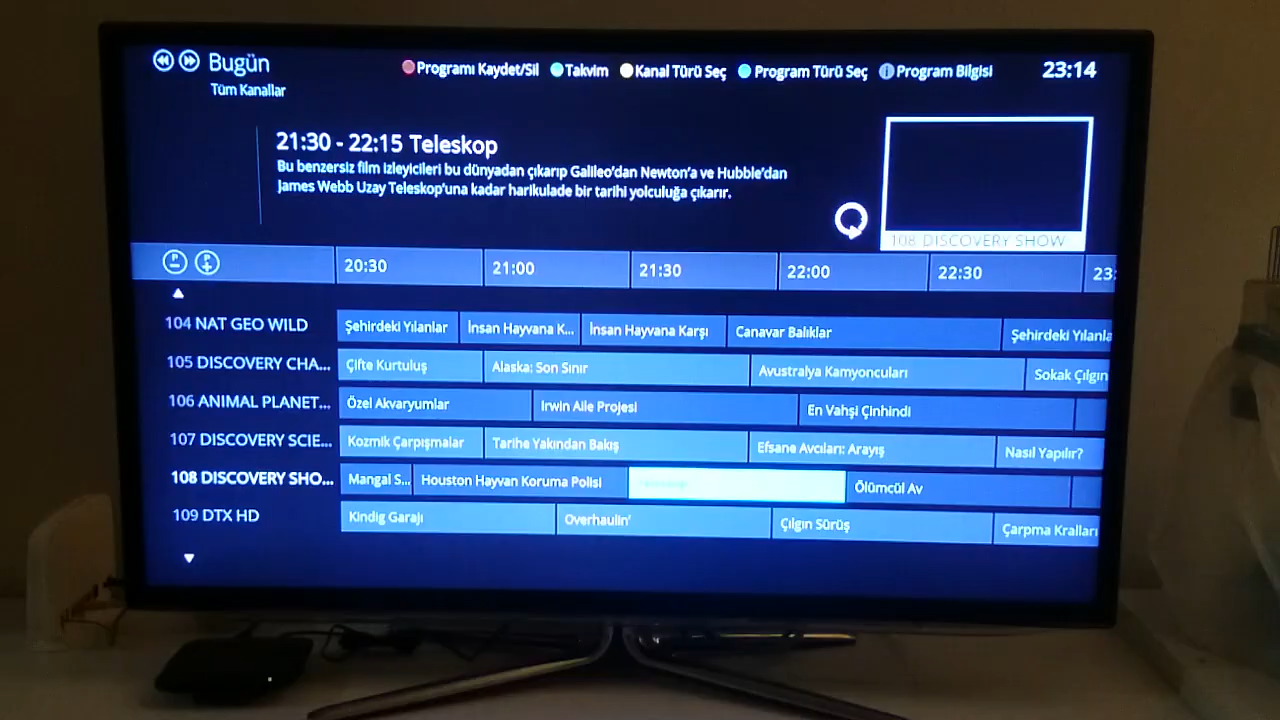 Bugün
Programı Kaydet/Sil Takvim Kanal Türü Seç Program Türü Seç Program Bilgisi 23:14
Tüm Kanallar
21:30 - 22:15 Teleskop
Bu benzersiz film izleyicileri bu dünyadan çıkarıp Galileo'dan Newton'a ve Hubble'dan
James Webb Uzay Teleskop'una kadar harikulade bir tarihi yolculuğa çıkarır.
108 DISCOVERY SHOW
P P 20:30 21:00 21:30 22:00 22:30 23:
104 NAT GEO WILD Şehirdeki Yılanlar İnsan Hayvana K... İnsan Hayvana Karşı Canavar Balıklar Şehirdeki Yılanla
105 DISCOVERY CHA... Çifte Kurtuluş Alaska: Son Sınır Avustralya Kamyoncuları Sokak Çılgın
106 ANIMAL PLANET... Özel Akvaryumlar Irwin Aile Projesi En Vahşi Çinhindi
107 DISCOVERY SCIE... Kozmik Çarpışmalar Tarihe Yakından Bakış Efsane Avcıları: Arayış Nasıl Yapılır?
108 DISCOVERY SHO... Mangal S... Houston Hayvan Koruma Polisi Ölümcül Av
109 DTX HD Kindig Garajı Overhaulin' Çılgın Sürüş Çarpma Kralları